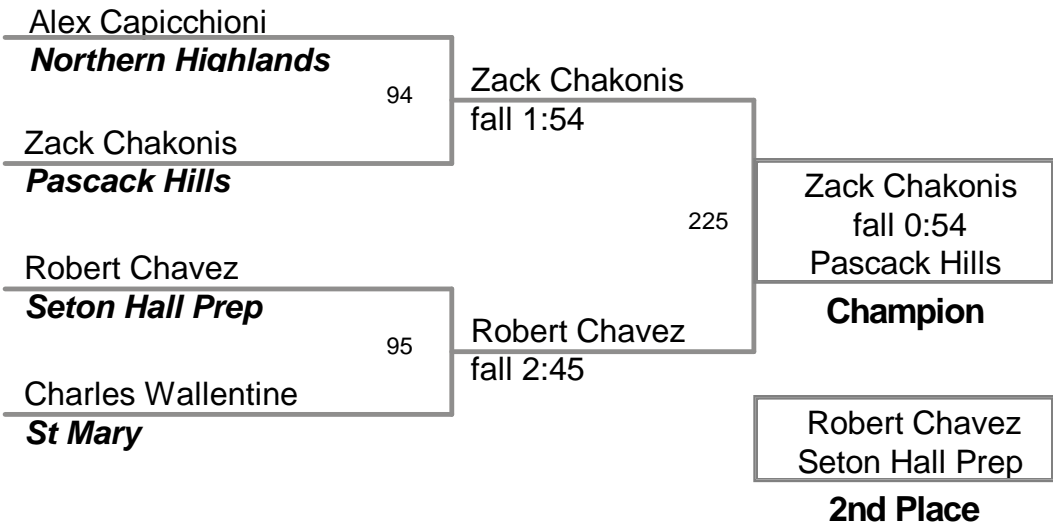 Alex Capicchioni
Northern Highlands
94
Zack Chakonis
Pascack Hills
Zack Chakonis
fall 1:54
Robert Chavez
Seton Hall Prep
95
Charles Wallentine
St Mary
Robert Chavez
fall 2:45
225
Zack Chakonis
fall 0:54
Pascack Hills
Champion
Robert Chavez
Seton Hall Prep
2nd Place